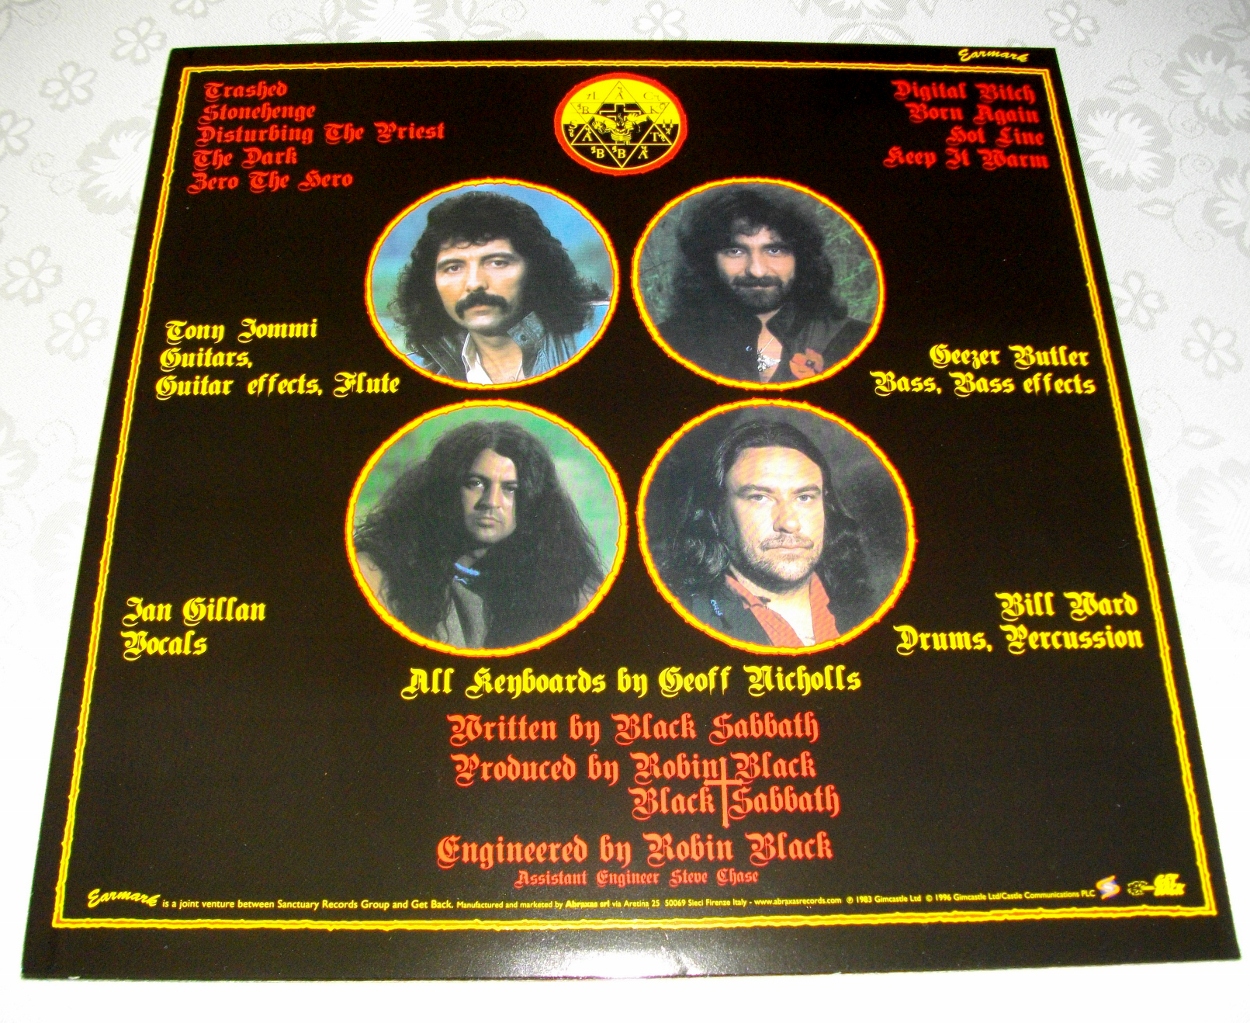 Earmark
Trashed
Stonehenge
Disturbing The Priest
The Dark
Zero The Hero
Digital Bitch
Born Again
Hot Line
Keep It Warm
Tony Iommi
Guitars,
Guitar effects, Flute
Geezer Butler
Bass, Bass effects
Ian Gillan
Vocals
Bill Ward
Drums, Percussion
All Keyboards by Geoff Nicholls
Written by Black Sabbath
Produced by Robin Black
Black Sabbath
Engineered by Robin Black
Assistant Engineer Steve Chase
Earmark is a joint venture between Sanctuary Records Group and Get Back. Manufactured and marketed by Abraxas srl via Aretina 25 50069 Sieci Firenze Italy - www.abraxasrecords.com ℗ 1983 Gimcastle Ltd © 1996 Gimcastle Ltd/Castle Communications PLC
GET BACK